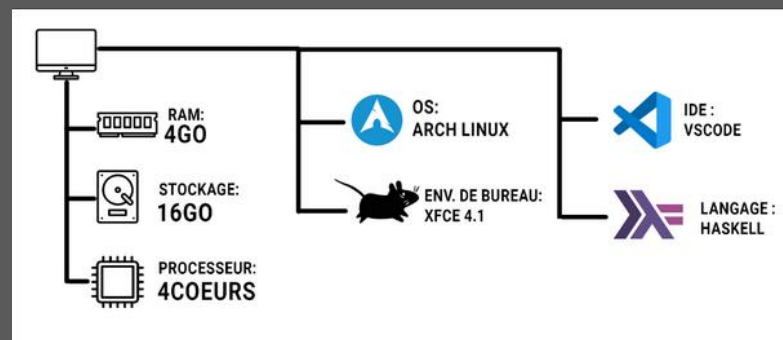 RAM:
4GO
STOCKAGE:
16GO
PROCESSEUR:
4COEURS
OS:
ARCH LINUX
ENV. DE BUREAU:
XFCE 4.1
IDE :
VSCODE
LANGAGE :
HASKELL